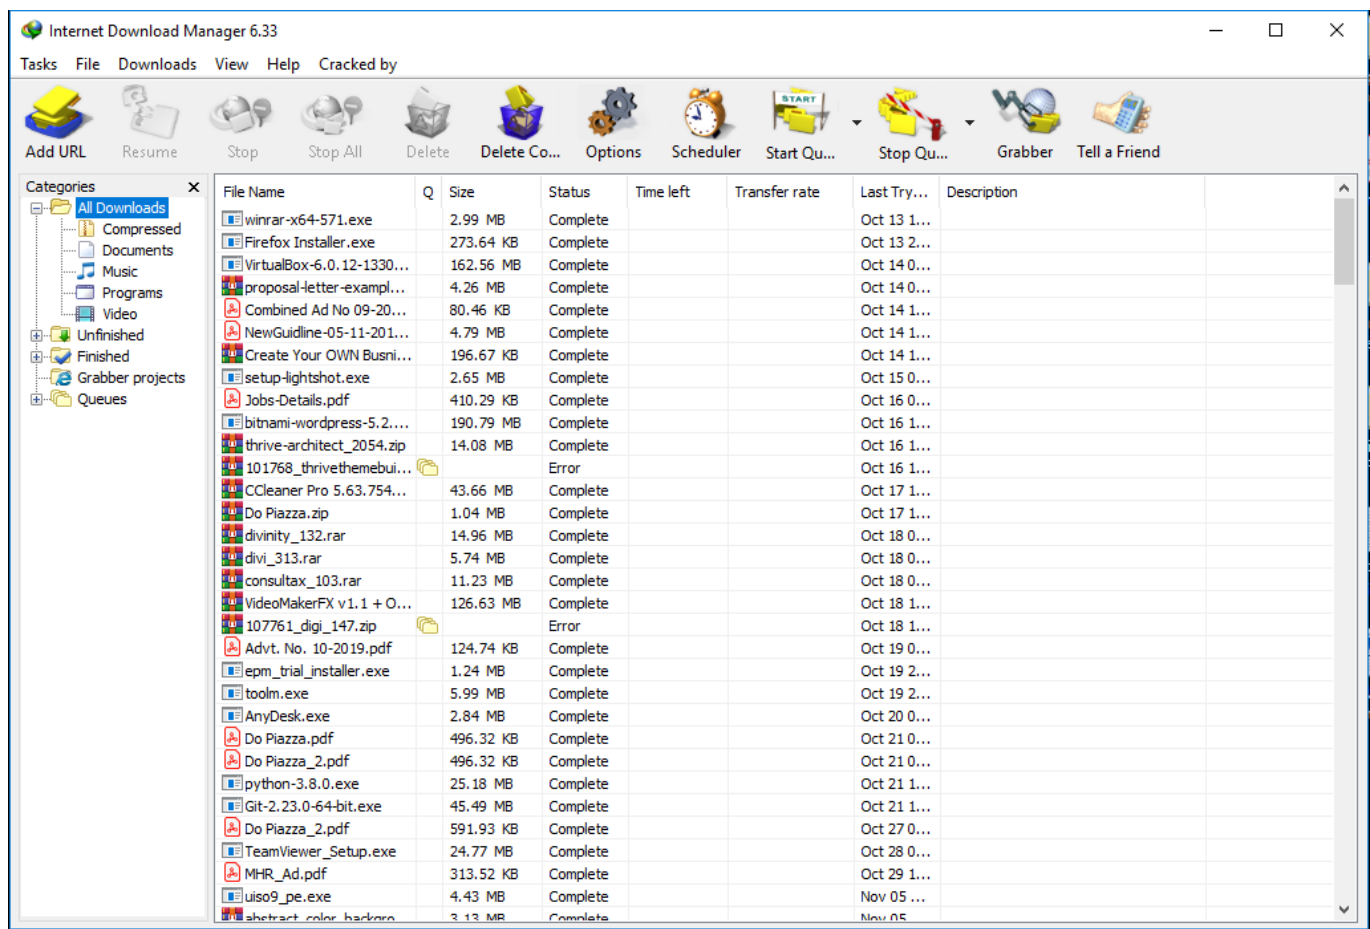 Internet Download Manager 6.33
Tasks File Downloads View Help Cracked by
Add URL Resume Stop Stop All Delete Delete Co... Options Scheduler Start Qu... Stop Qu... Grabber Tell a Friend
START
Categories
All Downloads
Compressed
Documents
Music
Programs
Video
Unfinished
Finished
Grabber projects
Queues
File Name Q Size Status Time left Transfer rate Last Try... Description
winrar-x64-571.exe 2.99 MB Complete Oct 13 1...
Firefox Installer.exe 273.64 KB Complete Oct 13 2...
VirtualBox-6.0.12-1330... 162.56 MB Complete Oct 14 0...
proposal-letter-exampl... 4.26 MB Complete Oct 14 0...
Combined Ad No 09-20... 80.46 KB Complete Oct 14 1...
NewGuidline-05-11-201... 4.79 MB Complete Oct 14 1...
Create Your OWN Busni... 196.67 KB Complete Oct 14 1...
setup-lightshot.exe 2.65 MB Complete Oct 15 0...
Jobs-Details.pdf 410.29 KB Complete Oct 16 0...
bitnami-wordpress-5.2.... 190.79 MB Complete Oct 16 1...
thrive-architect_2054.zip 14.08 MB Complete Oct 16 1...
101768_thrivethemebui... Error Oct 16 1...
CCleaner Pro 5.63.754... 43.66 MB Complete Oct 17 1...
Do Piazza.zip 1.04 MB Complete Oct 17 1...
divinity_132.rar 14.96 MB Complete Oct 18 0...
divi_313.rar 5.74 MB Complete Oct 18 0...
consultax_103.rar 11.23 MB Complete Oct 18 0...
VideoMakerFX v1.1 + O... 126.63 MB Complete Oct 18 1...
107761_digi_147.zip Error Oct 18 1...
Advt. No. 10-2019.pdf 124.74 KB Complete Oct 19 0...
epm_trial_installer.exe 1.24 MB Complete Oct 19 2...
toolm.exe 5.99 MB Complete Oct 19 2...
AnyDesk.exe 2.84 MB Complete Oct 20 0...
Do Piazza.pdf 496.32 KB Complete Oct 21 0...
Do Piazza_2.pdf 496.32 KB Complete Oct 21 0...
python-3.8.0.exe 25.18 MB Complete Oct 21 1...
Git-2.23.0-64-bit.exe 45.49 MB Complete Oct 21 1...
Do Piazza_2.pdf 591.93 KB Complete Oct 27 0...
TeamViewer_Setup.exe 24.77 MB Complete Oct 28 0...
MHR_Ad.pdf 313.52 KB Complete Oct 29 1...
uiso9_pe.exe 4.43 MB Complete Nov 05 ...
abstract_color_backgro... 3.13 MB Complete Nov 05